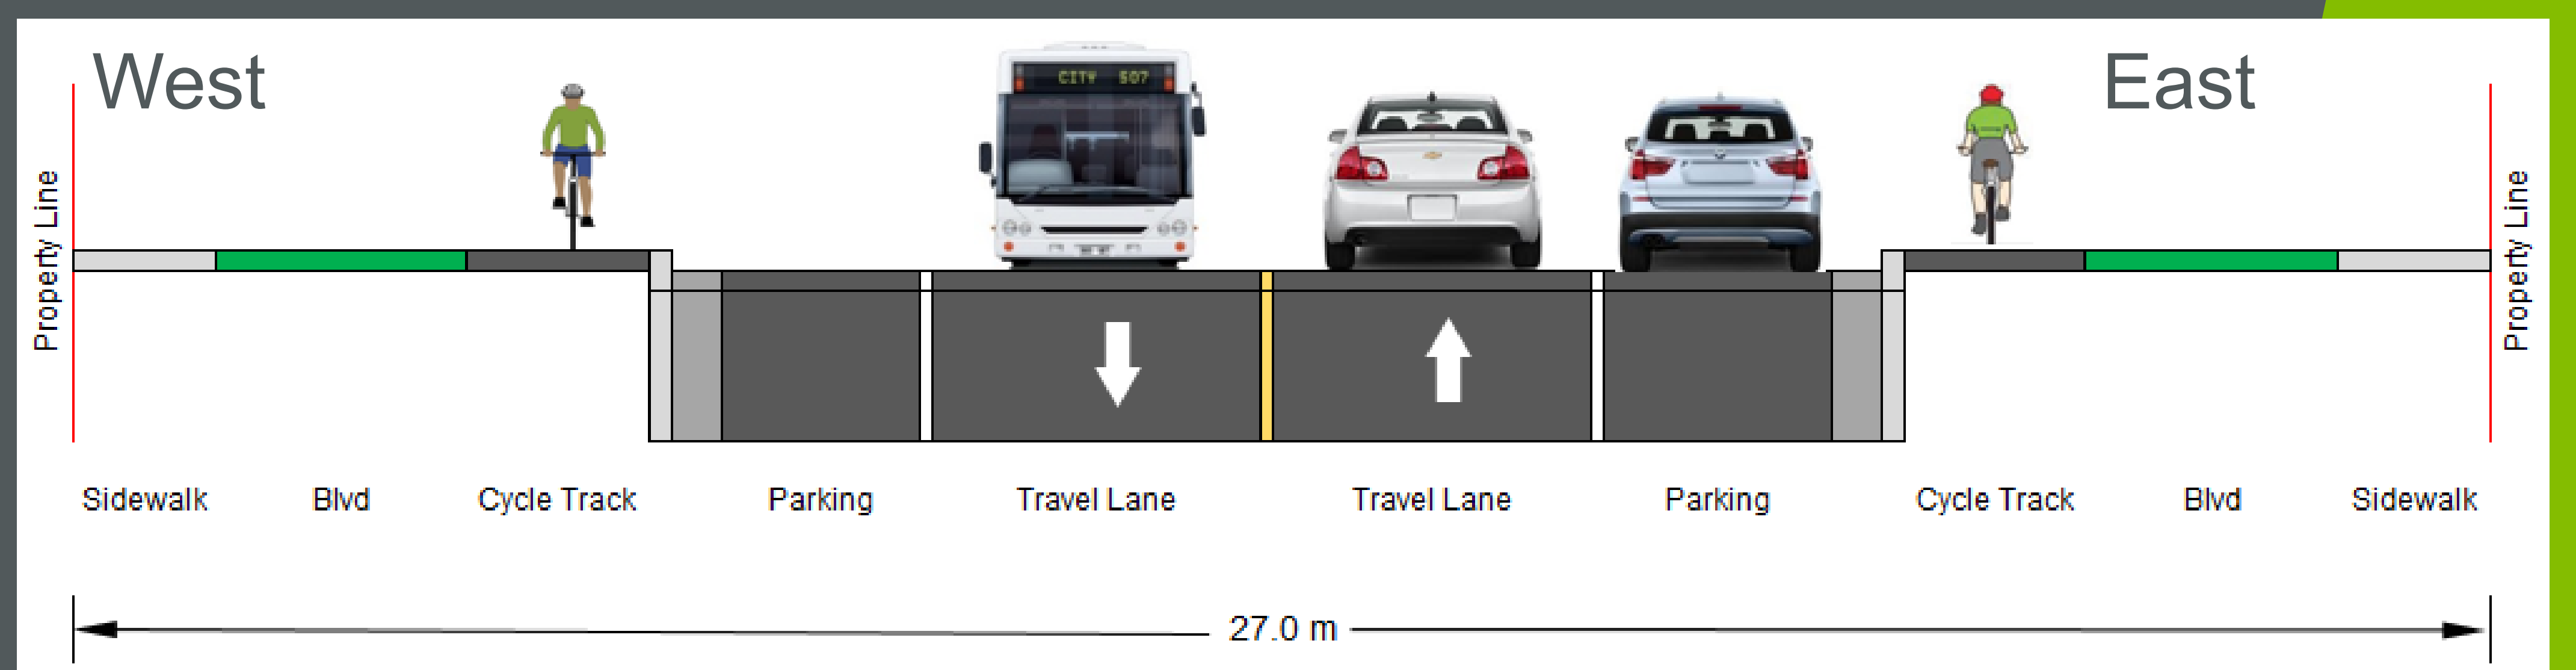 West
East
CITY 507
Property Line
Property Line
Sidewalk
Blvd
Cycle Track
Parking
Travel Lane
Travel Lane
Parking
Cycle Track
Blvd
Sidewalk
27.0 m